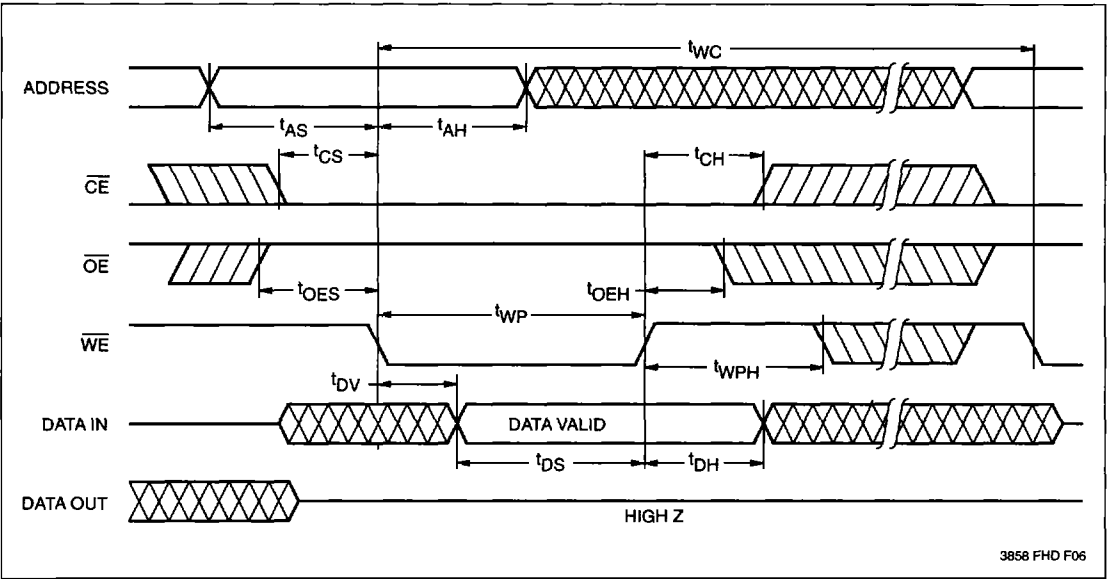 tWC
ADDRESS
tAS
tAH
tCS
tCH
CE
OE
tOES
tOEH
tWP
WE
tWPH
tDV
DATA IN
DATA VALID
tDS
tDH
DATA OUT
HIGH Z
3858 FHD F06